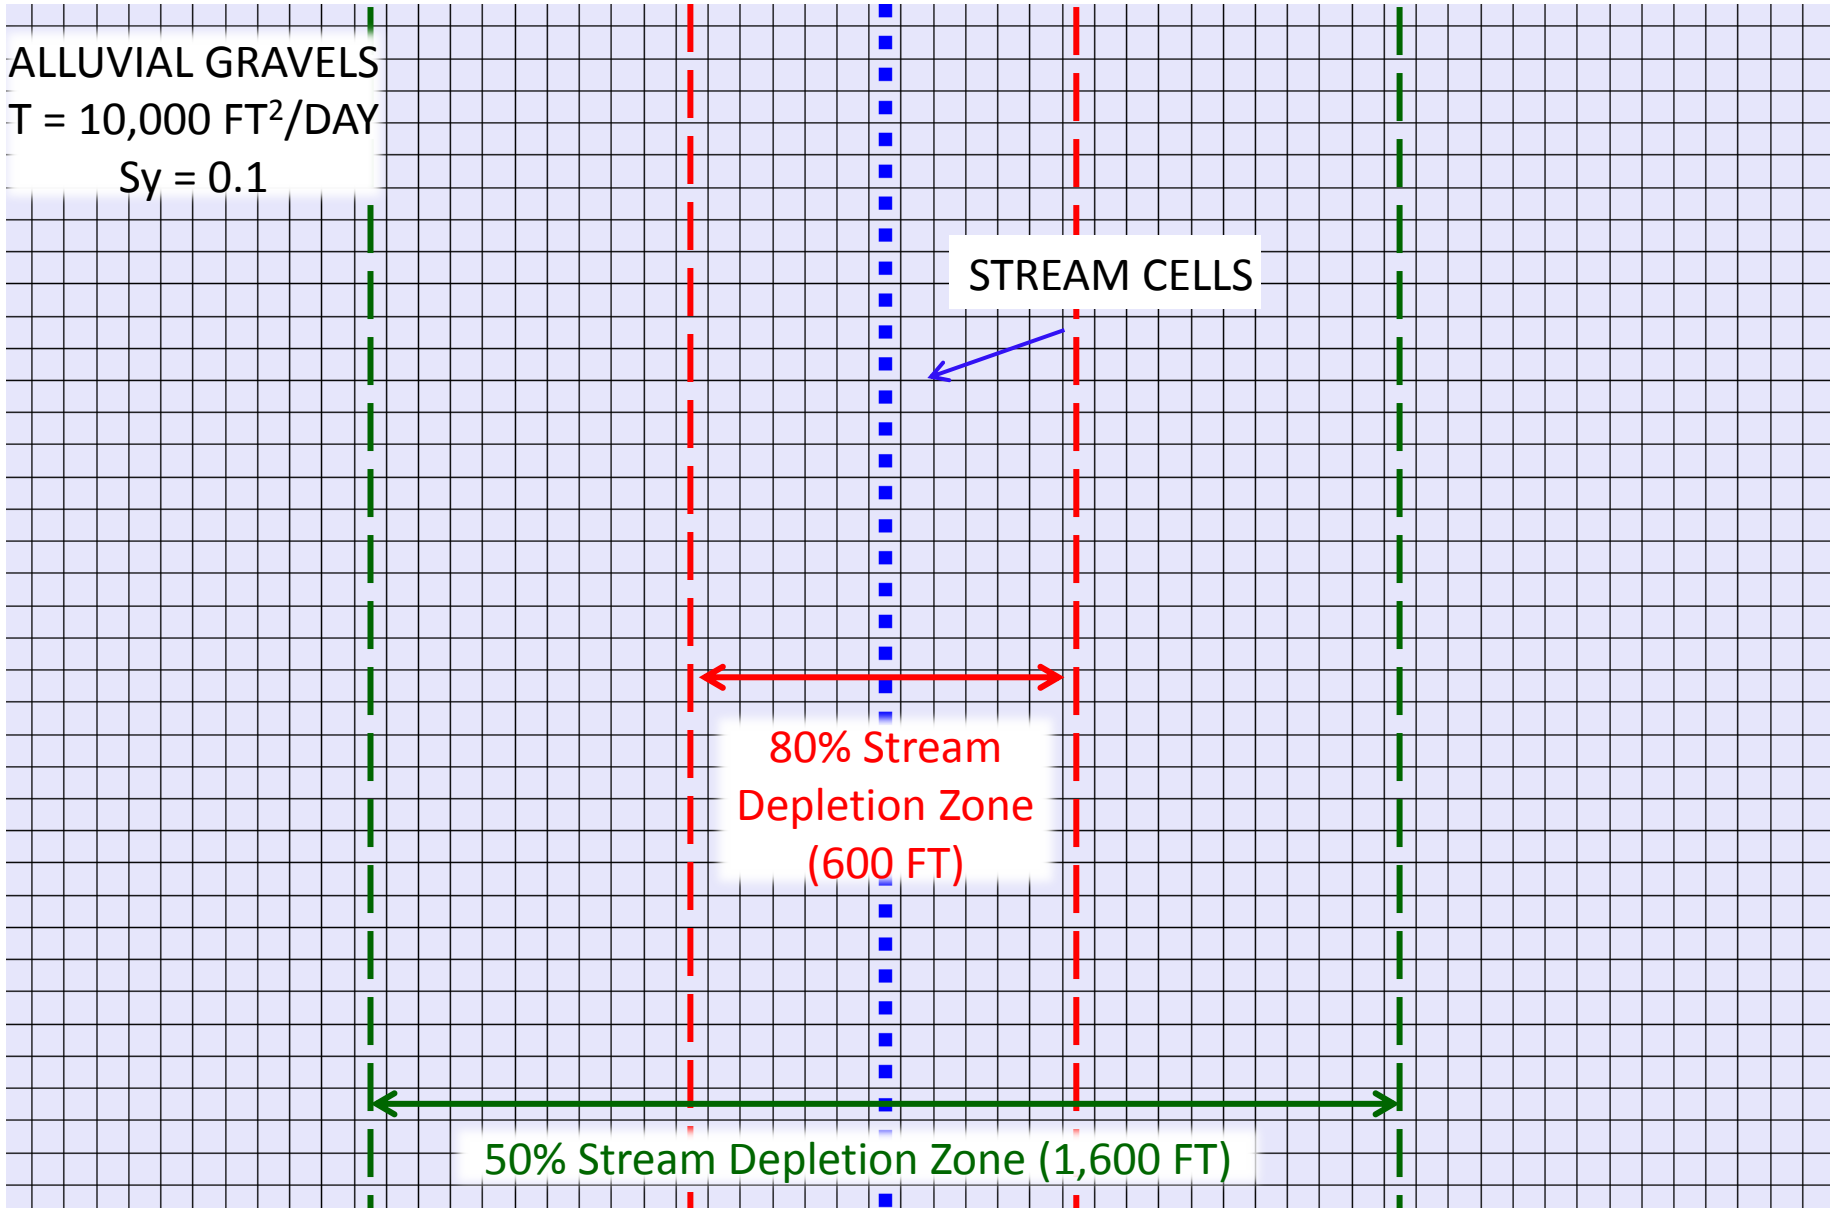 ALLUVIAL GRAVELS
T = 10,000 FT²/DAY
Sy = 0.1
STREAM CELLS
80% Stream
Depletion Zone
(600 FT)
50% Stream Depletion Zone (1,600 FT)